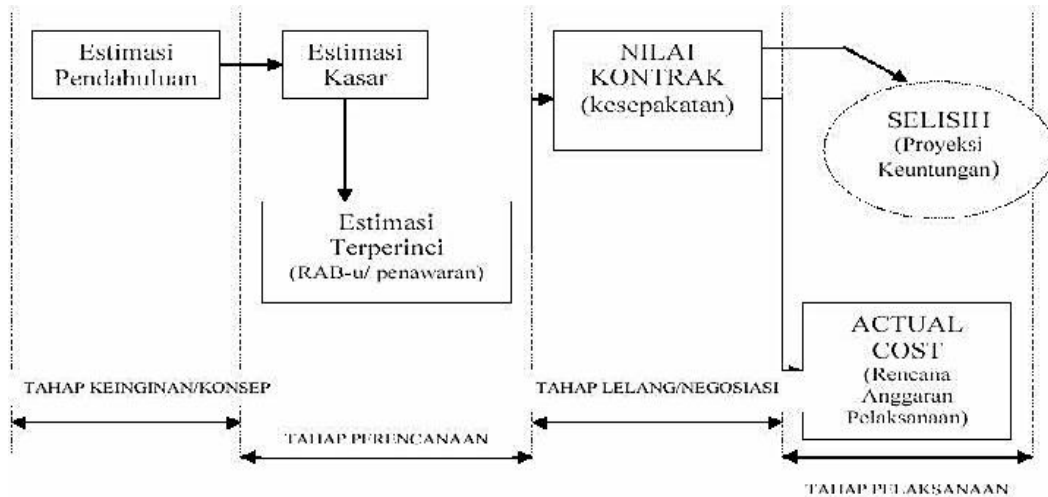 Estimasi
Pendahuluan
Estimasi
Kasar
NILAI
KONTRAK
(kesepakatan)
SELISIH
(Proyeksi
Keuntungan)
Estimasi
Terperinci
(RAB-u/ penawaran)
ACTUAL
COST
(Rencana
Anggaran
Pelaksanaan)
TAHAP KEINGINAN/KONSEP
TAHAP LELANG/NEGOSIASI
TAHAP PERENCANAAN
TAHAP PELAKSANAAN